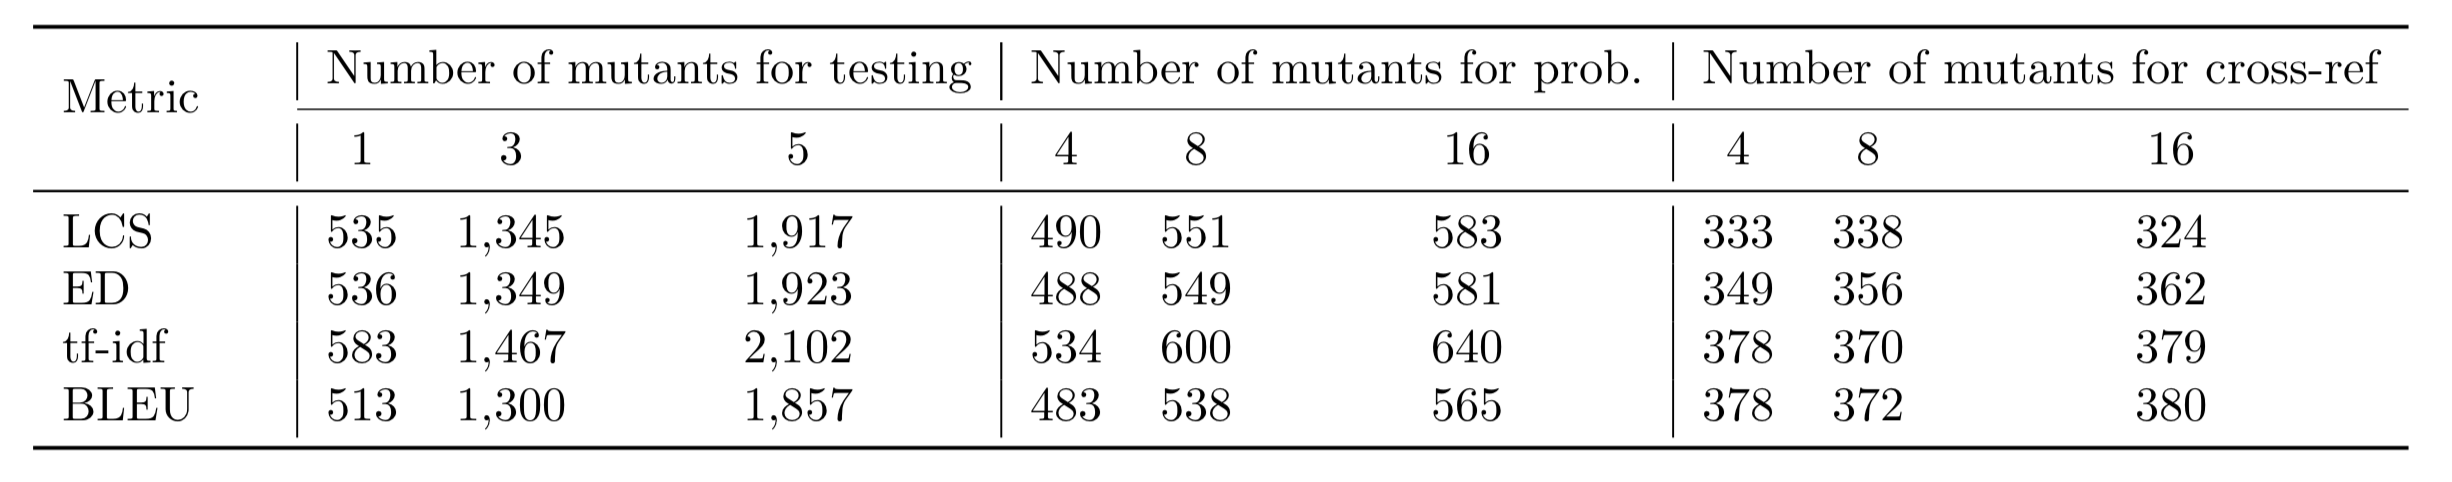 Metric Number of mutants for testing Number of mutants for prob. Number of mutants for cross-ref
1 3 5 4 8 16 4 8 16
LCS 535 1,345 1,917 490 551 583 333 338 324
ED 536 1,349 1,923 488 549 581 349 356 362
tf-idf 583 1,467 2,102 534 600 640 378 370 379
BLEU 513 1,300 1,857 483 538 565 378 372 380